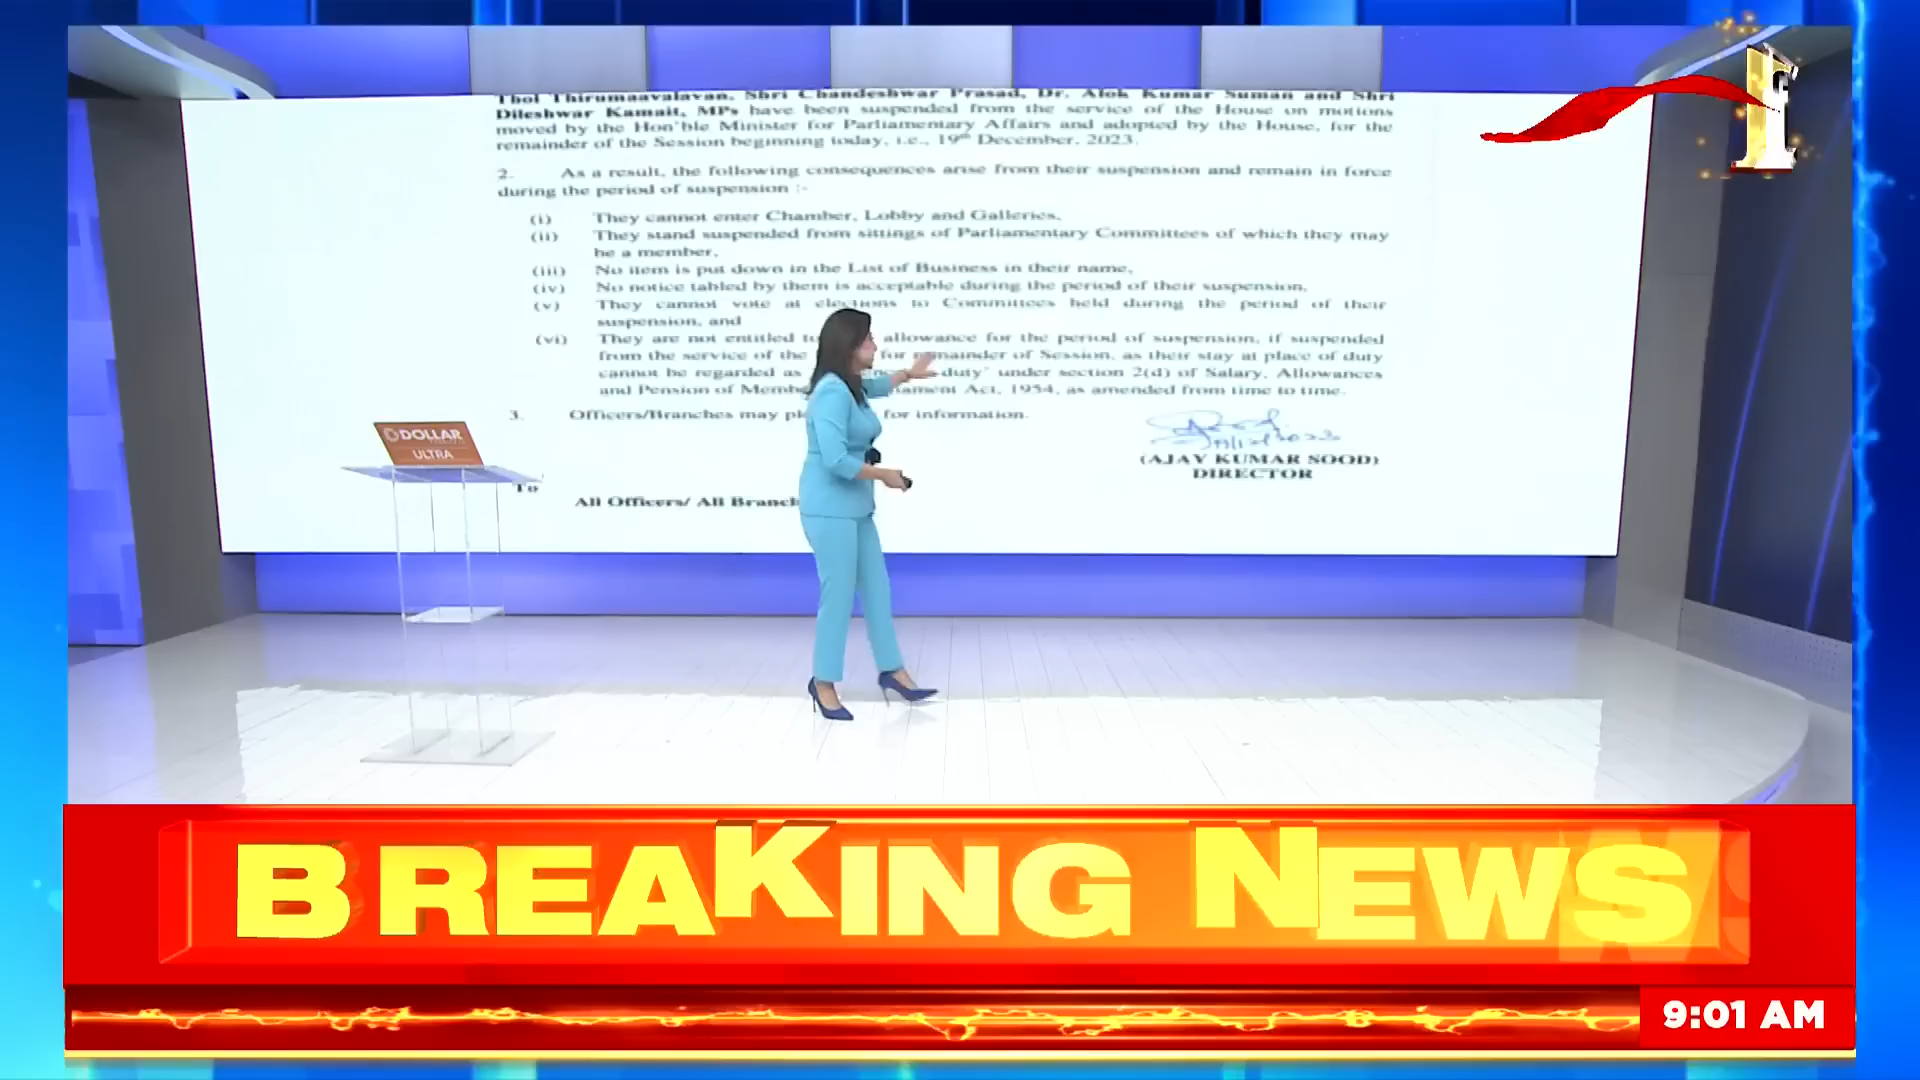 Thol Thirumaavalavan, Shri Chandeshwar Prasad, Dr. Alok Kumar Suman and Shri
Dileshwar Kamait, MPs have been suspended from the service of the House on motions
moved by the Hon'ble Minister for Parliamentary Affairs and adopted by the House, for the
remainder of the Session beginning today, i.e., 19th December, 2023.
2. As a result, the following consequences arise from their suspension and remain in force
during the period of suspension :-
(i) They cannot enter Chamber, Lobby and Galleries,
(ii) They stand suspended from sittings of Parliamentary Committees of which they may
be a member,
(iii) No item is put down in the List of Business in their name,
(iv) No notice tabled by them is acceptable during the period of their suspension,
(v) They cannot vote at elections to Committees held during the period of their
suspension, and
(vi) They are not entitled to allowance for the period of suspension, if suspended
from the service of the for remainder of Session, as their stay at place of duty
cannot be regarded as duty' under section 2(d) of Salary, Allowances
and Pension of Act, 1954, as amended from time to time.
3. Officers/Branches may for information.
19/12/2023
(AJAY KUMAR SOOD)
DIRECTOR
To
All Officers/ All
DOLLAR
ULTRA
BREAKING NEWS
9:01 AM